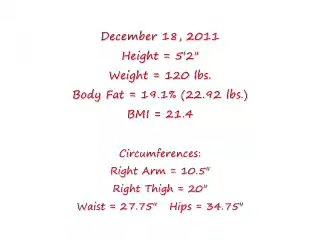 December 18, 2011
Height = 5'2"
Weight = 120 lbs.
Body Fat = 19.1% (22.92 lbs.)
BMI = 21.4
Circumferences:
Right Arm = 10.5"
Right Thigh = 20"
Waist = 27.75" Hips = 34.75"